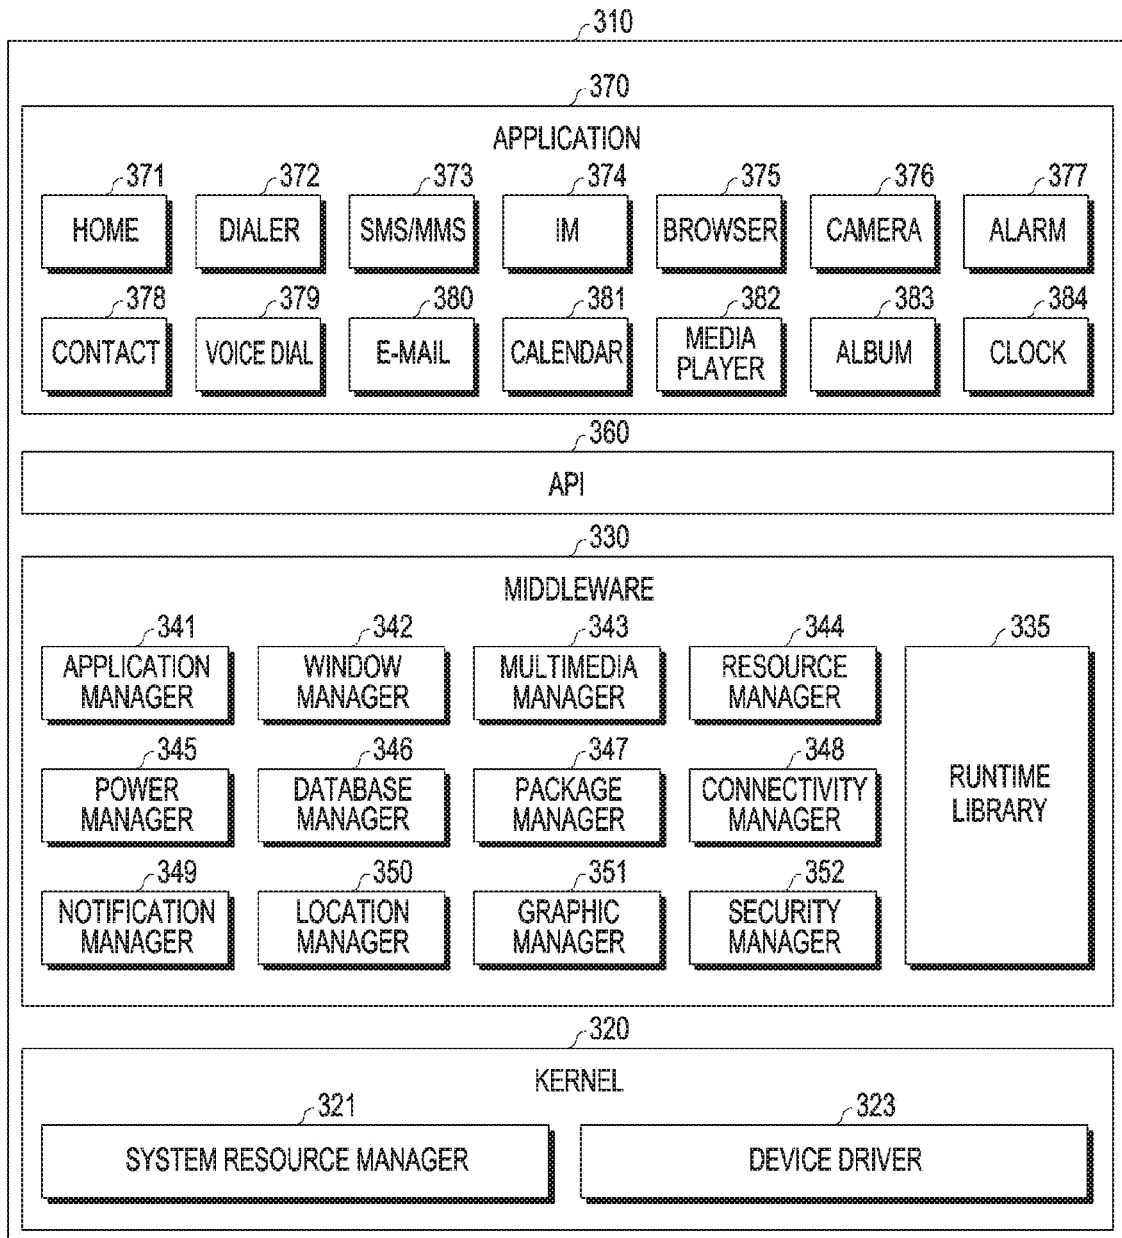 310
370
APPLICATION
371 372 373 374 375 376 377
HOME DIALER SMS/MMS IM BROWSER CAMERA ALARM
378 379 380 381 382 383 384
CONTACT VOICE DIAL E-MAIL CALENDAR MEDIA PLAYER ALBUM CLOCK
360
API
330
MIDDLEWARE
341 342 343 344 335
APPLICATION MANAGER WINDOW MANAGER MULTIMEDIA MANAGER RESOURCE MANAGER
345 346 347 348
POWER MANAGER DATABASE MANAGER PACKAGE MANAGER CONNECTIVITY MANAGER RUNTIME LIBRARY
349 350 351 352
NOTIFICATION MANAGER LOCATION MANAGER GRAPHIC MANAGER SECURITY MANAGER
320
KERNEL
321 323
SYSTEM RESOURCE MANAGER DEVICE DRIVER